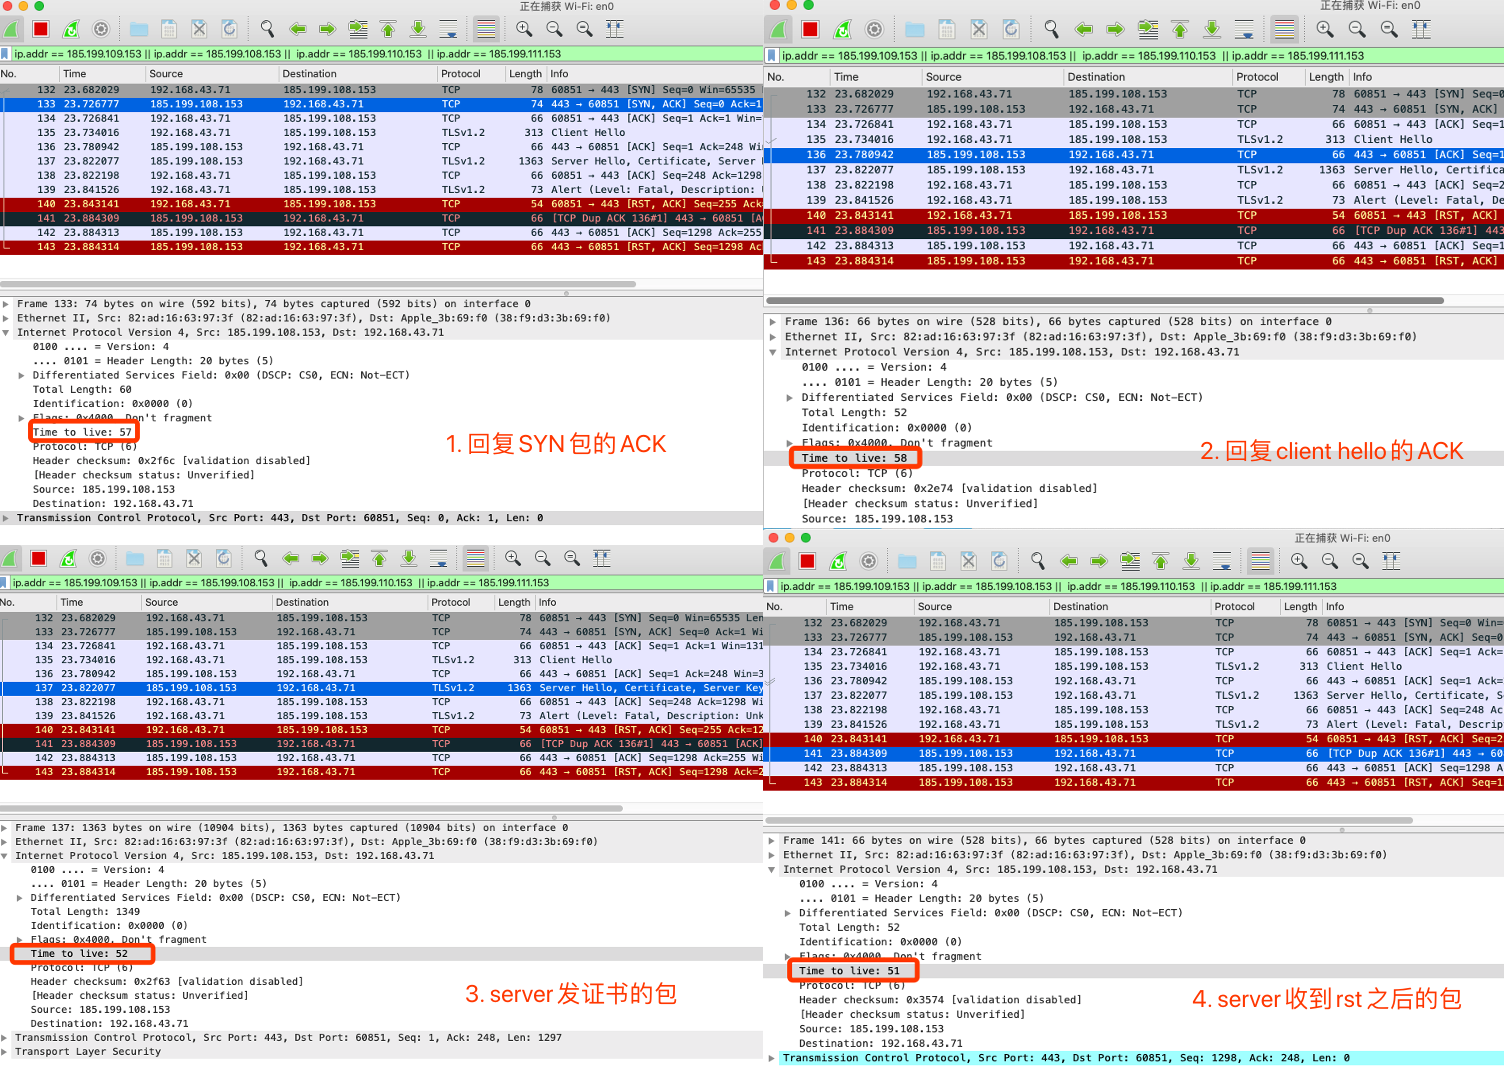 正在捕获 Wi-Fi: en0
ip.addr == 185.199.109.153 || ip.addr == 185.199.108.153 || ip.addr == 185.199.110.153 || ip.addr == 185.199.111.153
No. Time Source Destination Protocol Length Info
132 23.682029 192.168.43.71 185.199.108.153 TCP 78 60851 → 443 [SYN] Seq=0 Win=65535
133 23.726777 185.199.108.153 192.168.43.71 TCP 74 443 → 60851 [SYN, ACK] Seq=0 Ack=1
134 23.726841 192.168.43.71 185.199.108.153 TCP 66 60851 → 443 [ACK] Seq=1 Ack=1 Win=
135 23.734016 192.168.43.71 185.199.108.153 TLSv1.2 313 Client Hello
136 23.780942 185.199.108.153 192.168.43.71 TCP 66 443 → 60851 [ACK] Seq=1 Ack=248 Wi
137 23.822077 185.199.108.153 192.168.43.71 TLSv1.2 1363 Server Hello, Certificate, Server
138 23.822198 192.168.43.71 185.199.108.153 TCP 66 60851 → 443 [ACK] Seq=248 Ack=1298
139 23.841526 192.168.43.71 185.199.108.153 TLSv1.2 73 Alert (Level: Fatal, Description:
140 23.843141 192.168.43.71 185.199.108.153 TCP 54 60851 → 443 [RST, ACK] Seq=255 Ack
141 23.884309 185.199.108.153 192.168.43.71 TCP 66 [TCP Dup ACK 136#1] 443 → 60851 [A
142 23.884313 185.199.108.153 192.168.43.71 TCP 66 443 → 60851 [ACK] Seq=1298 Ack=255
143 23.884314 185.199.108.153 192.168.43.71 TCP 66 443 → 60851 [RST, ACK] Seq=1298 Ac
Frame 133: 74 bytes on wire (592 bits), 74 bytes captured (592 bits) on interface 0
Ethernet II, Src: 82:ad:16:63:97:3f (82:ad:16:63:97:3f), Dst: Apple_3b:69:f0 (38:f9:d3:3b:69:f0)
Internet Protocol Version 4, Src: 185.199.108.153, Dst: 192.168.43.71
0100 .... = Version: 4
.... 0101 = Header Length: 20 bytes (5)
Differentiated Services Field: 0x00 (DSCP: CS0, ECN: Not-ECT)
Total Length: 60
Identification: 0x0000 (0)
Flags: 0x4000, Don't fragment
Time to live: 57
Protocol: TCP (6)
Header checksum: 0x2f6c [validation disabled]
[Header checksum status: Unverified]
Source: 185.199.108.153
Destination: 192.168.43.71
Transmission Control Protocol, Src Port: 443, Dst Port: 60851, Seq: 0, Ack: 1, Len: 0
1. 回复 SYN 包的 ACK
正在捕获 Wi-Fi: en0
ip.addr == 185.199.109.153 || ip.addr == 185.199.108.153 || ip.addr == 185.199.110.153 || ip.addr == 185.199.111.153
No. Time Source Destination Protocol Length Info
132 23.682029 192.168.43.71 185.199.108.153 TCP 78 60851 → 443 [SYN] Seq=0
133 23.726777 185.199.108.153 192.168.43.71 TCP 74 443 → 60851 [SYN, ACK]
134 23.726841 192.168.43.71 185.199.108.153 TCP 66 60851 → 443 [ACK] Seq=1
135 23.734016 192.168.43.71 185.199.108.153 TLSv1.2 313 Client Hello
136 23.780942 185.199.108.153 192.168.43.71 TCP 66 443 → 60851 [ACK] Seq=1
137 23.822077 185.199.108.153 192.168.43.71 TLSv1.2 1363 Server Hello, Certifica
138 23.822198 192.168.43.71 185.199.108.153 TCP 66 60851 → 443 [ACK] Seq=2
139 23.841526 192.168.43.71 185.199.108.153 TLSv1.2 73 Alert (Level: Fatal, De
140 23.843141 192.168.43.71 185.199.108.153 TCP 54 60851 → 443 [RST, ACK]
141 23.884309 185.199.108.153 192.168.43.71 TCP 66 [TCP Dup ACK 136#1] 443
142 23.884313 185.199.108.153 192.168.43.71 TCP 66 443 → 60851 [ACK] Seq=1
143 23.884314 185.199.108.153 192.168.43.71 TCP 66 443 → 60851 [RST, ACK]
Frame 136: 66 bytes on wire (528 bits), 66 bytes captured (528 bits) on interface 0
Ethernet II, Src: 82:ad:16:63:97:3f (82:ad:16:63:97:3f), Dst: Apple_3b:69:f0 (38:f9:d3:3b:69:f0)
Internet Protocol Version 4, Src: 185.199.108.153, Dst: 192.168.43.71
0100 .... = Version: 4
.... 0101 = Header Length: 20 bytes (5)
Differentiated Services Field: 0x00 (DSCP: CS0, ECN: Not-ECT)
Total Length: 52
Identification: 0x0000 (0)
Flags: 0x4000, Don't fragment
Time to live: 58
Protocol: TCP (6)
Header checksum: 0x2e74 [validation disabled]
[Header checksum status: Unverified]
Source: 185.199.108.153
2. 回复 client hello 的 ACK
ip.addr == 185.199.109.153 || ip.addr == 185.199.108.153 || ip.addr == 185.199.110.153 || ip.addr == 185.199.111.153
No. Time Source Destination Protocol Length Info
132 23.682029 192.168.43.71 185.199.108.153 TCP 78 60851 → 443 [SYN] Seq=0 Win=65535 Len
133 23.726777 185.199.108.153 192.168.43.71 TCP 74 443 → 60851 [SYN, ACK] Seq=0 Ack=1 Wi
134 23.726841 192.168.43.71 185.199.108.153 TCP 66 60851 → 443 [ACK] Seq=1 Ack=1 Win=131
135 23.734016 192.168.43.71 185.199.108.153 TLSv1.2 313 Client Hello
136 23.780942 185.199.108.153 192.168.43.71 TCP 66 443 → 60851 [ACK] Seq=1 Ack=248 Win=3
137 23.822077 185.199.108.153 192.168.43.71 TLSv1.2 1363 Server Hello, Certificate, Server Key
138 23.822198 192.168.43.71 185.199.108.153 TCP 66 60851 → 443 [ACK] Seq=248 Ack=1298 Wi
139 23.841526 192.168.43.71 185.199.108.153 TLSv1.2 73 Alert (Level: Fatal, Description: Unk
140 23.843141 192.168.43.71 185.199.108.153 TCP 54 60851 → 443 [RST, ACK] Seq=255 Ack=12
141 23.884309 185.199.108.153 192.168.43.71 TCP 66 [TCP Dup ACK 136#1] 443 → 60851 [ACK]
142 23.884313 185.199.108.153 192.168.43.71 TCP 66 443 → 60851 [ACK] Seq=1298 Ack=255 Wi
143 23.884314 185.199.108.153 192.168.43.71 TCP 66 443 → 60851 [RST, ACK] Seq=1298 Ack=2
Frame 137: 1363 bytes on wire (10904 bits), 1363 bytes captured (10904 bits) on interface 0
Ethernet II, Src: 82:ad:16:63:97:3f (82:ad:16:63:97:3f), Dst: Apple_3b:69:f0 (38:f9:d3:3b:69:f0)
Internet Protocol Version 4, Src: 185.199.108.153, Dst: 192.168.43.71
0100 .... = Version: 4
.... 0101 = Header Length: 20 bytes (5)
Differentiated Services Field: 0x00 (DSCP: CS0, ECN: Not-ECT)
Total Length: 1349
Identification: 0x0000 (0)
Flags: 0x4000, Don't fragment
Time to live: 52
Protocol: TCP (6)
Header checksum: 0x2f63 [validation disabled]
[Header checksum status: Unverified]
Source: 185.199.108.153
Destination: 192.168.43.71
Transmission Control Protocol, Src Port: 443, Dst Port: 60851, Seq: 1, Ack: 248, Len: 1297
Transport Layer Security
3. server 发证书的包
正在捕获 Wi-Fi: en0
ip.addr == 185.199.109.153 || ip.addr == 185.199.108.153 || ip.addr == 185.199.110.153 || ip.addr == 185.199.111.153
No. Time Source Destination Protocol Length Info
132 23.682029 192.168.43.71 185.199.108.153 TCP 78 60851 → 443 [SYN] Seq=0 Win=
133 23.726777 185.199.108.153 192.168.43.71 TCP 74 443 → 60851 [SYN, ACK] Seq=0
134 23.726841 192.168.43.71 185.199.108.153 TCP 66 60851 → 443 [ACK] Seq=1 Ack=
135 23.734016 192.168.43.71 185.199.108.153 TLSv1.2 313 Client Hello
136 23.780942 185.199.108.153 192.168.43.71 TCP 66 443 → 60851 [ACK] Seq=1 Ack=
137 23.822077 185.199.108.153 192.168.43.71 TLSv1.2 1363 Server Hello, Certificate, S
138 23.822198 192.168.43.71 185.199.108.153 TCP 66 60851 → 443 [ACK] Seq=248 Ac
139 23.841526 192.168.43.71 185.199.108.153 TLSv1.2 73 Alert (Level: Fatal, Descrip
140 23.843141 192.168.43.71 185.199.108.153 TCP 54 60851 → 443 [RST, ACK] Seq=2
141 23.884309 185.199.108.153 192.168.43.71 TCP 66 [TCP Dup ACK 136#1] 443 → 60
142 23.884313 185.199.108.153 192.168.43.71 TCP 66 443 → 60851 [ACK] Seq=1298 A
143 23.884314 185.199.108.153 192.168.43.71 TCP 66 443 → 60851 [RST, ACK] Seq=1
Frame 141: 66 bytes on wire (528 bits), 66 bytes captured (528 bits) on interface 0
Ethernet II, Src: 82:ad:16:63:97:3f (82:ad:16:63:97:3f), Dst: Apple_3b:69:f0 (38:f9:d3:3b:69:f0)
Internet Protocol Version 4, Src: 185.199.108.153, Dst: 192.168.43.71
0100 .... = Version: 4
.... 0101 = Header Length: 20 bytes (5)
Differentiated Services Field: 0x00 (DSCP: CS0, ECN: Not-ECT)
Total Length: 52
Identification: 0x0000 (0)
Flags: 0x4000, Don't fragment
Time to live: 51
Protocol: TCP (6)
Header checksum: 0x3574 [validation disabled]
[Header checksum status: Unverified]
Source: 185.199.108.153
Destination: 192.168.43.71
Transmission Control Protocol, Src Port: 443, Dst Port: 60851, Seq: 1298, Ack: 248, Len: 0
4. server 收到 rst 之后的包